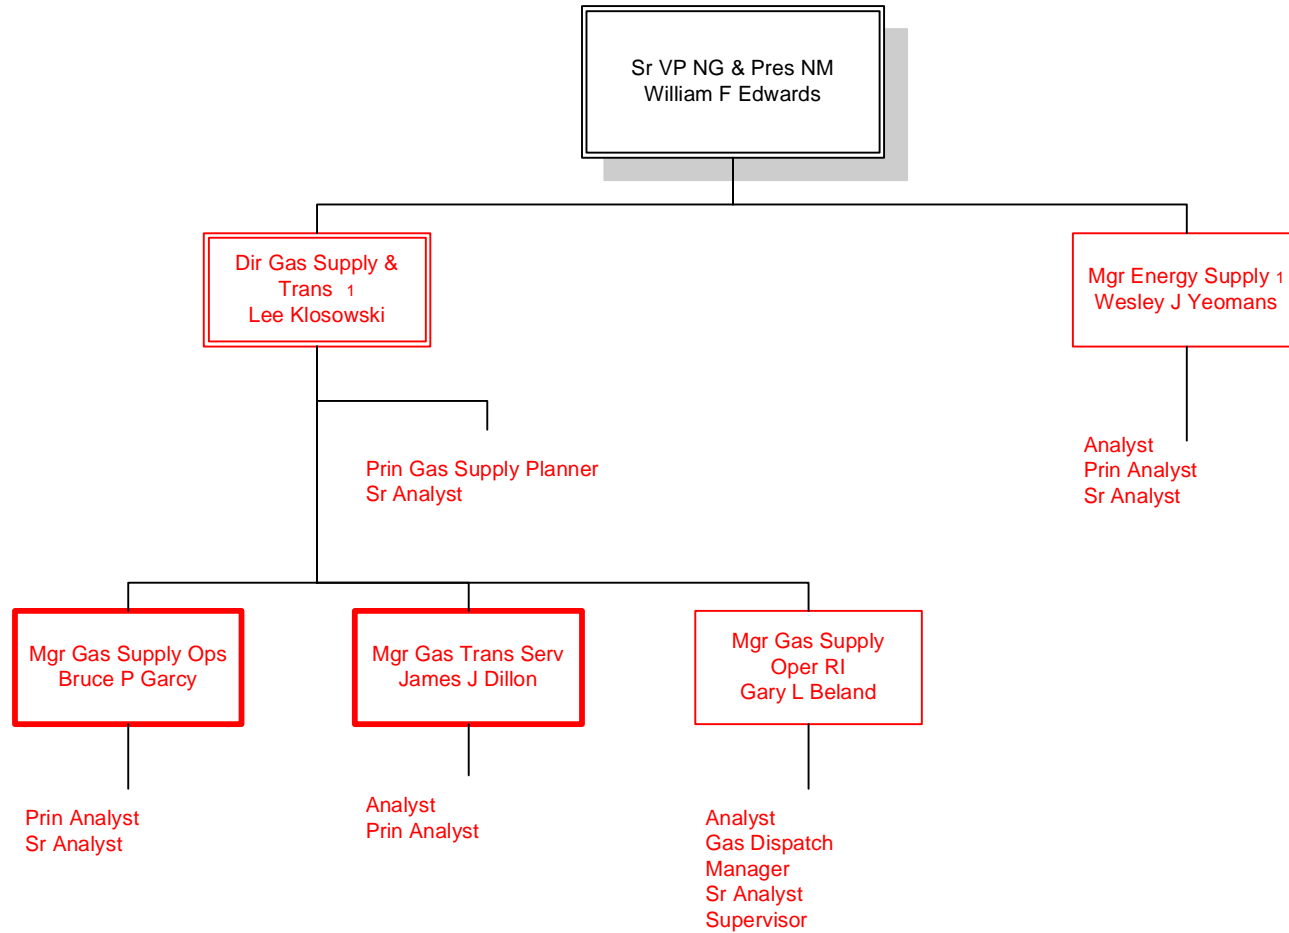 Sr VP NG & Pres NM
William F Edwards
Dir Gas Supply &
Trans 1
Lee Klosowski
Mgr Energy Supply 1
Wesley J Yeomans
Prin Gas Supply Planner
Sr Analyst
Analyst
Prin Analyst
Sr Analyst
Mgr Gas Supply Ops
Bruce P Garcy
Mgr Gas Trans Serv
James J Dillon
Mgr Gas Supply
Oper RI
Gary L Beland
Prin Analyst
Sr Analyst
Analyst
Prin Analyst
Analyst
Gas Dispatch
Manager
Sr Analyst
Supervisor